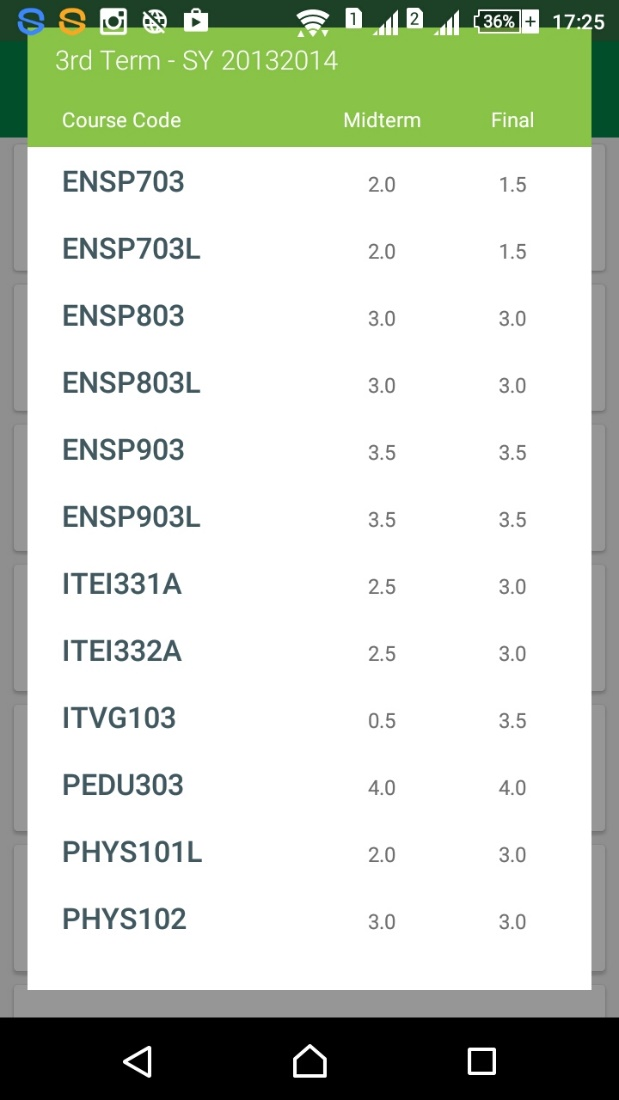 1 2 36% 17:25
3rd Term - SY 20132014
Course Code Midterm Final
ENSP703 2.0 1.5
ENSP703L 2.0 1.5
ENSP803 3.0 3.0
ENSP803L 3.0 3.0
ENSP903 3.5 3.5
ENSP903L 3.5 3.5
ITEI331A 2.5 3.0
ITEI332A 2.5 3.0
ITVG103 0.5 3.5
PEDU303 4.0 4.0
PHYS101L 2.0 3.0
PHYS102 3.0 3.0